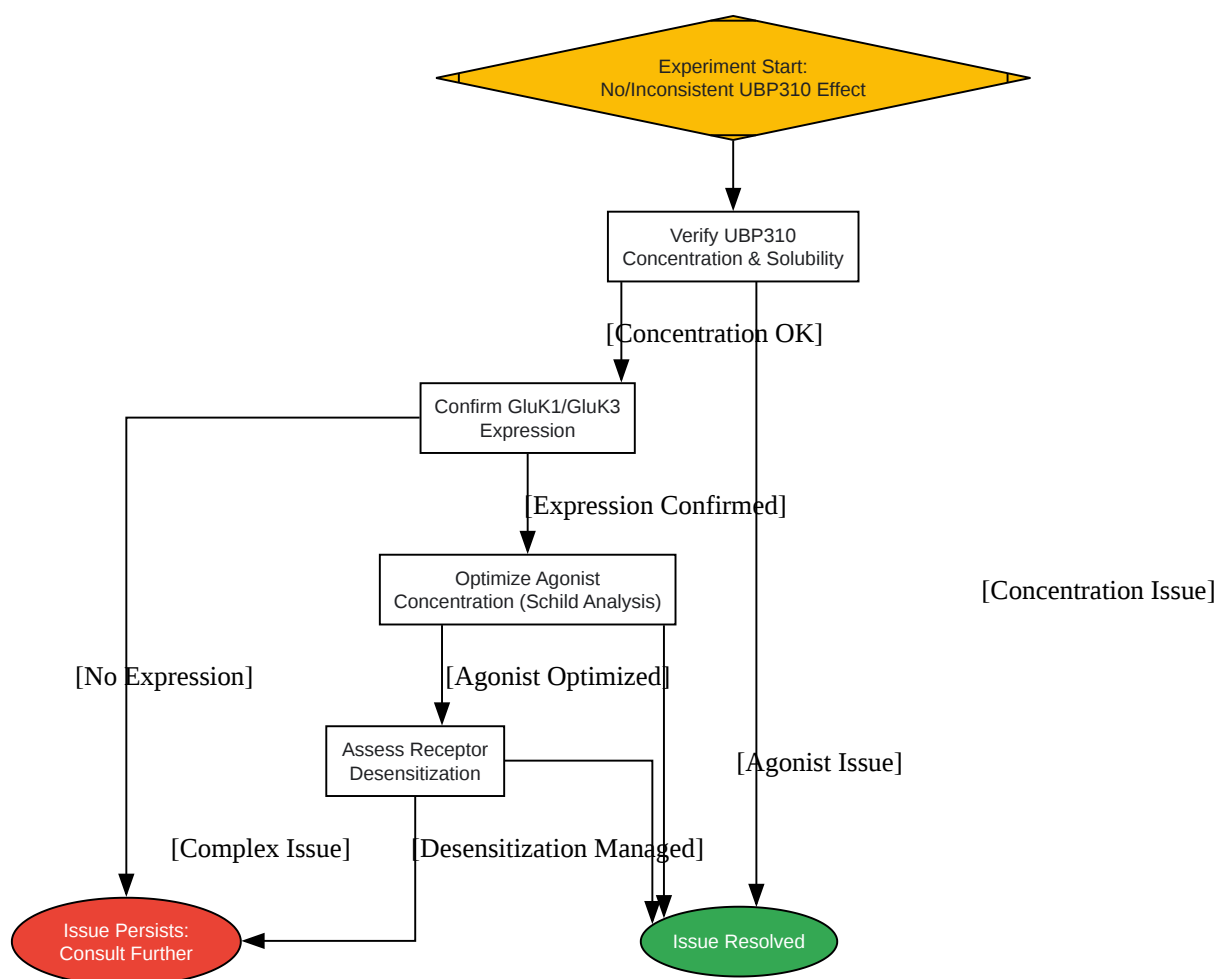 Experiment Start:
No/Inconsistent UBP310 Effect
Verify UBP310
Concentration & Solubility
[Concentration OK]
Confirm GluK1/GluK3
Expression
[Expression Confirmed]
Optimize Agonist
Concentration (Schild Analysis)
[Concentration Issue]
[No Expression]
[Agonist Optimized]
Assess Receptor
Desensitization
[Agonist Issue]
[Complex Issue]
[Desensitization Managed]
Issue Persists:
Consult Further
Issue Resolved